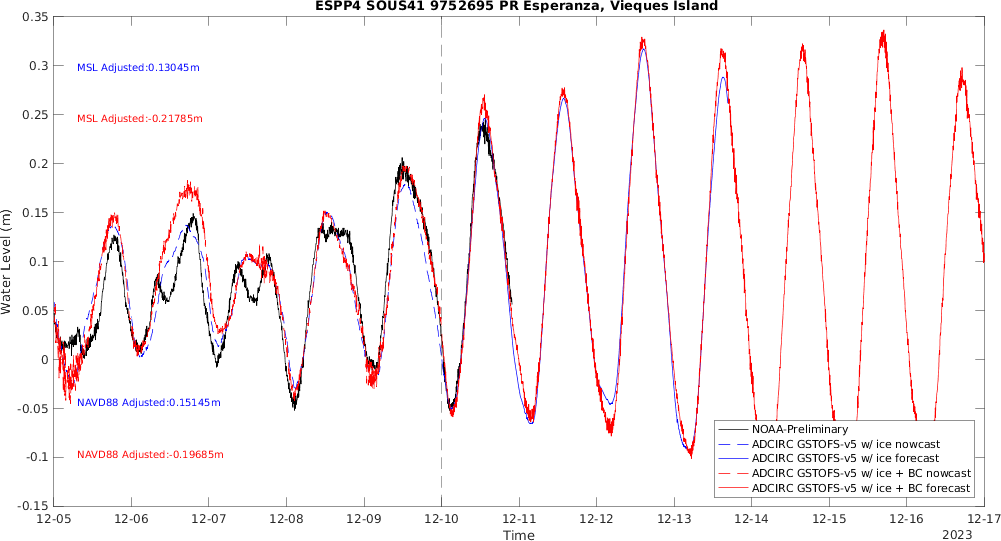 ESPP4 SOUS41 9752695 PR Esperanza, Vieques Island
0.35
0.3
0.25
0.2
0.15
0.1
0.05
0
-0.05
-0.1
-0.15
Water Level (m)
MSL Adjusted:0.13045m
MSL Adjusted:-0.21785m
NAVD88 Adjusted:0.15145m
NAVD88 Adjusted:-0.19685m
NOAA-Preliminary
ADCIRC GSTOFS-v5 w/ ice nowcast
ADCIRC GSTOFS-v5 w/ ice forecast
ADCIRC GSTOFS-v5 w/ ice + BC nowcast
ADCIRC GSTOFS-v5 w/ ice + BC forecast
12-05 12-06 12-07 12-08 12-09 12-10 12-11 12-12 12-13 12-14 12-15 12-16 12-17
Time
2023